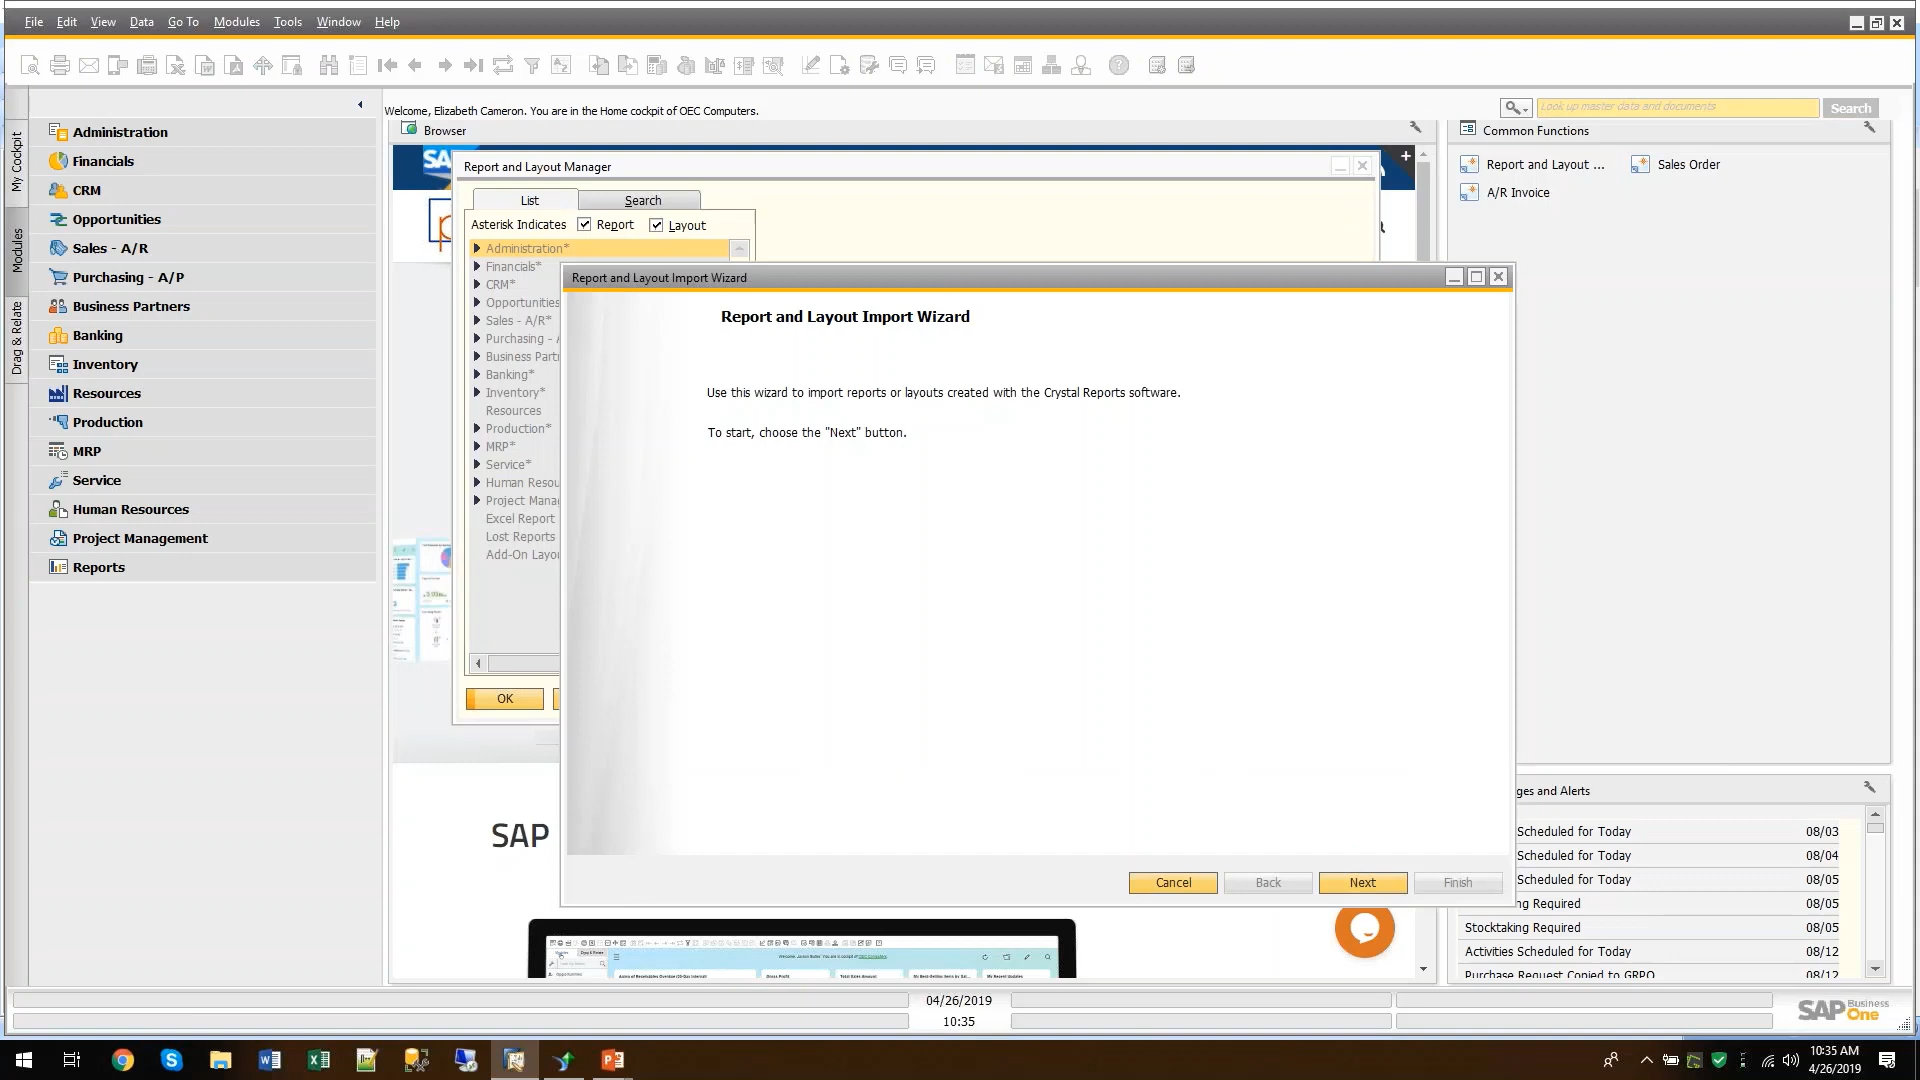 File Edit View Data Go To Modules Tools Window Help
Welcome, Elizabeth Cameron. You are in the Home cockpit of OEC Computers.
Look up master data and documents
Search
My Cockpit
Modules
Drag & Relate
Administration
Financials
CRM
Opportunities
Sales - A/R
Purchasing - A/P
Business Partners
Banking
Inventory
Resources
Production
MRP
Service
Human Resources
Project Management
Reports
Browser
Common Functions
Report and Layout ...
Sales Order
A/R Invoice
Report and Layout Manager
List
Search
Asterisk Indicates Report Layout
Administration*
Financials*
CRM*
Opportunities
Sales - A/R*
Purchasing -
Business Part
Banking*
Inventory*
Resources
Production*
MRP*
Service*
Human Resou
Project Mana
Excel Report
Lost Reports
Add-On Layo
OK
Report and Layout Import Wizard
Report and Layout Import Wizard
Use this wizard to import reports or layouts created with the Crystal Reports software.
To start, choose the "Next" button.
Cancel Back Next Finish
SAP
ges and Alerts
Scheduled for Today 08/03
Scheduled for Today 08/04
Scheduled for Today 08/05
ng Required 08/05
Stocktaking Required 08/05
Activities Scheduled for Today 08/12
Purchase Request Copied to GRPO 08/12
04/26/2019
10:35
SAP Business One
10:35 AM
4/26/2019